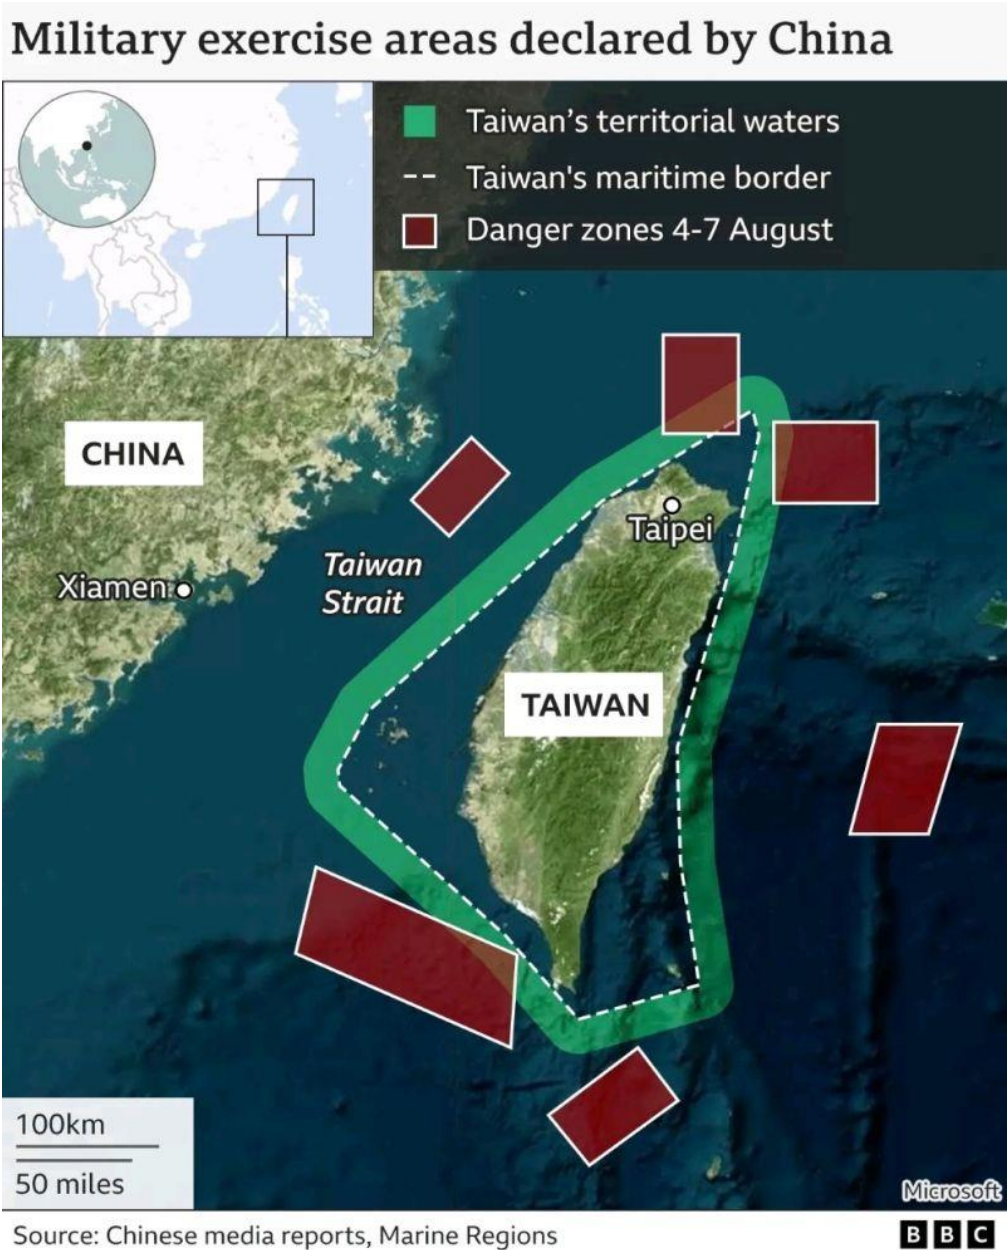 Military exercise areas declared by China
Taiwan's territorial waters
Taiwan's maritime border
Danger zones 4-7 August
CHINA
Taipei
Taiwan
Strait
Xiamen
TAIWAN
100km
50 miles
Microsoft
Source: Chinese media reports, Marine Regions
BBC